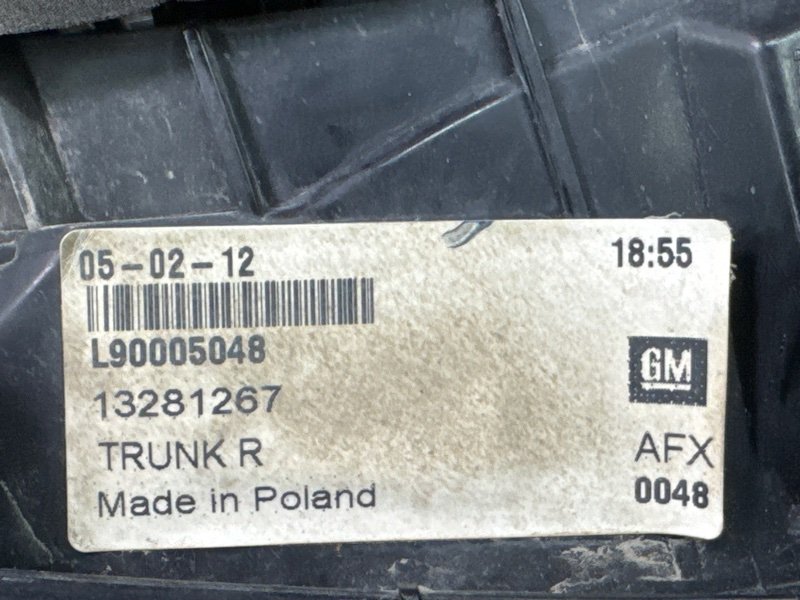 05-02-12 18:55
L90005048
GM
13281267
TRUNK R AFX
Made in Poland 0048